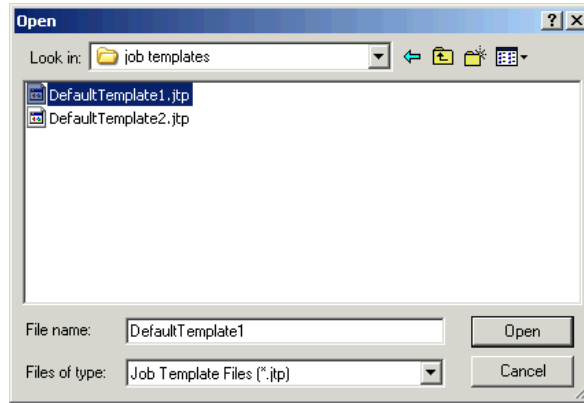 Open
Look in: job templates
DefaultTemplate1.jtp
DefaultTemplate2.jtp
File name: DefaultTemplate1 Open
Files of type: Job Template Files (*.jtp) Cancel